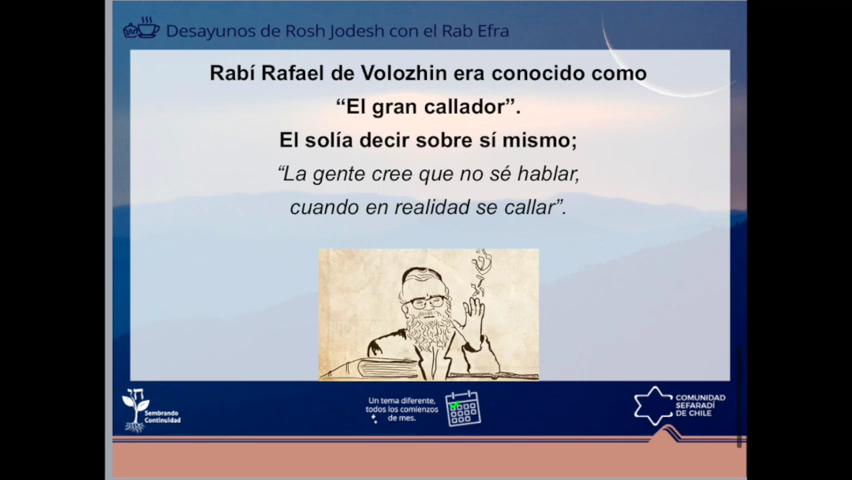 Desayunos de Rosh Jodesh con el Rab Efra
Rabí Rafael de Volozhin era conocido como
“El gran callador”.
El solía decir sobre sí mismo;
“La gente cree que no sé hablar,
cuando en realidad se callar”.
Sembrando
Continuidad
Un tema diferente,
todos los comienzos
de mes.
COMUNIDAD
SEFARADÍ
DE CHILE